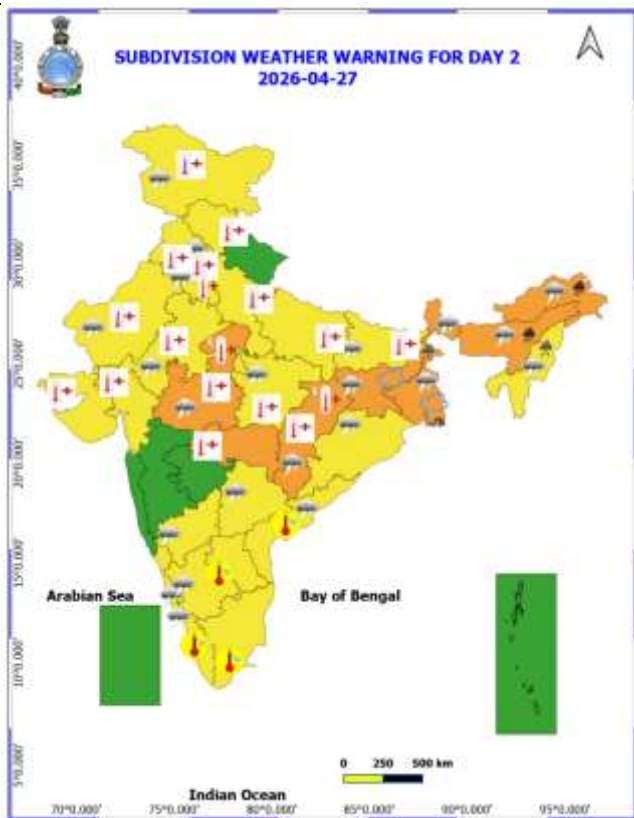 SUBDIVISION WEATHER WARNING FOR DAY 2
2026-04-27
40°0.000'
35°0.000'
30°0.000'
25°0.000'
20°0.000'
15°0.000'
10°0.000'
5°0.000'
Arabian Sea
Bay of Bengal
0 250 500 km
Indian Ocean
70°0.000' 75°0.000' 80°0.000' 85°0.000' 90°0.000' 95°0.000'